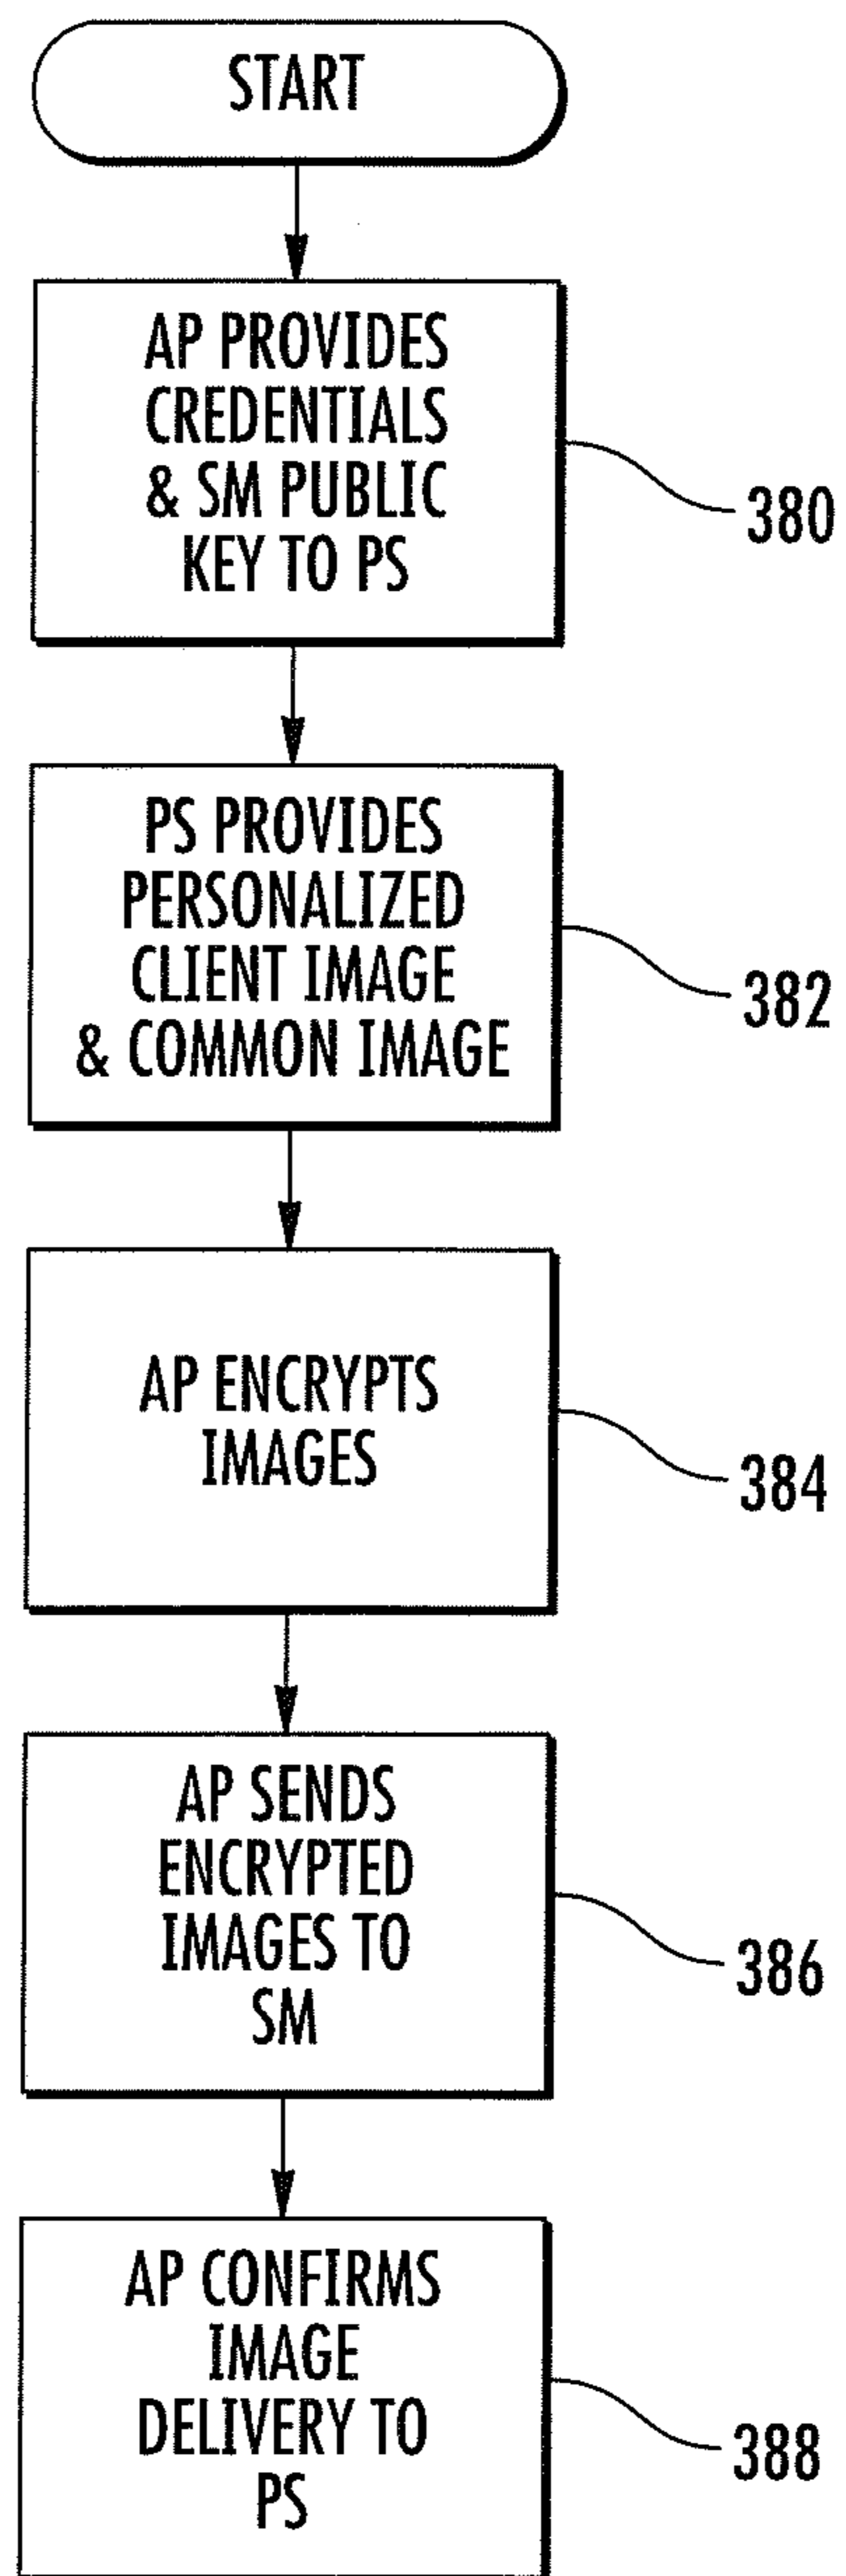 START
AP PROVIDES
CREDENTIALS
& SM PUBLIC
KEY TO PS
380
PS PROVIDES
PERSONALIZED
CLIENT IMAGE
& COMMON IMAGE
382
AP ENCRYPTS
IMAGES
384
AP SENDS
ENCRYPTED
IMAGES TO
SM
386
AP CONFIRMS
IMAGE
DELIVERY TO
PS
388